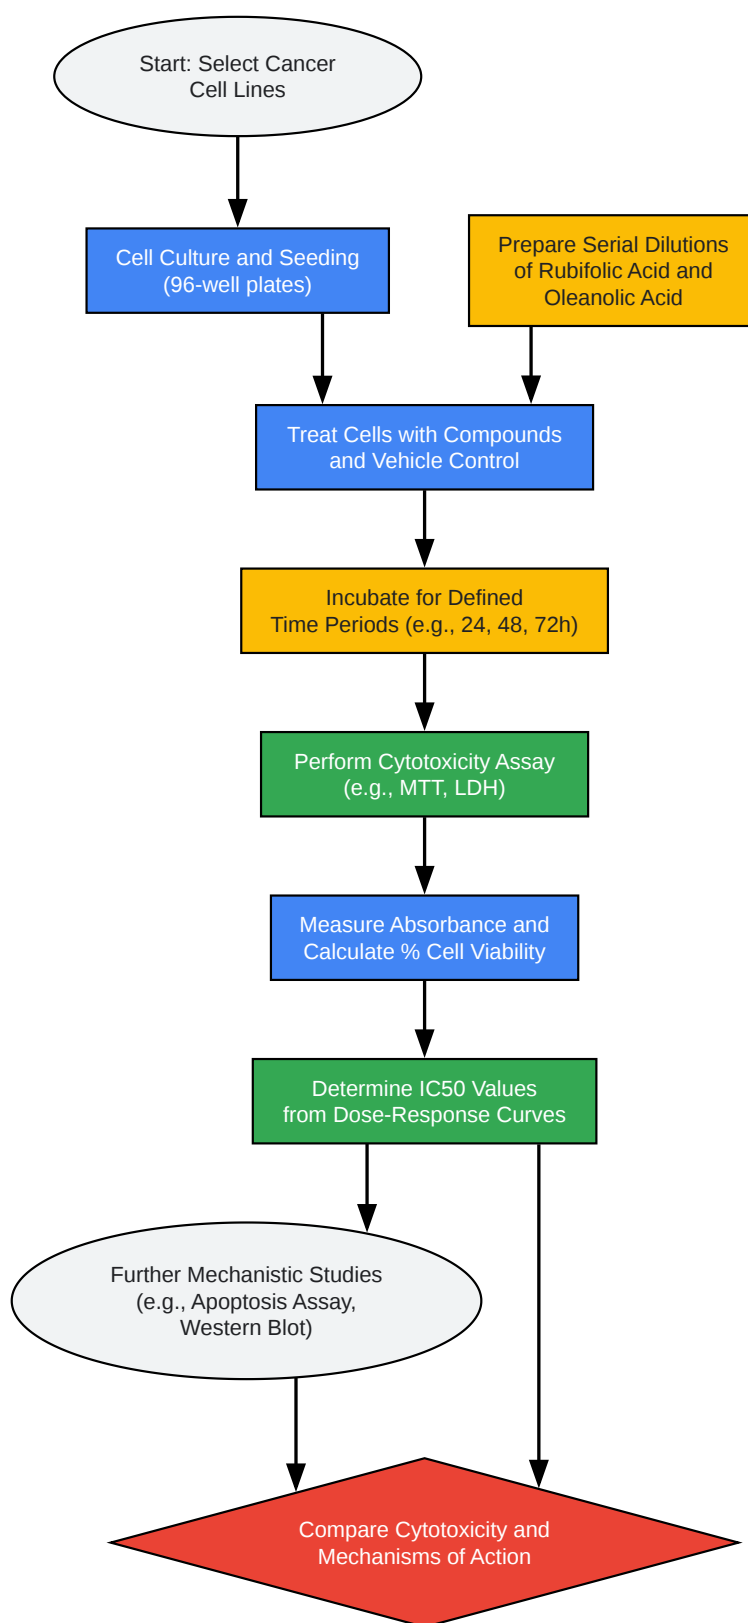 Start: Select Cancer
Cell Lines
Cell Culture and Seeding
(96-well plates)
Prepare Serial Dilutions
of Rubifolic Acid and
Oleanolic Acid
Treat Cells with Compounds
and Vehicle Control
Incubate for Defined
Time Periods (e.g., 24, 48, 72h)
Perform Cytotoxicity Assay
(e.g., MTT, LDH)
Measure Absorbance and
Calculate % Cell Viability
Determine IC50 Values
from Dose-Response Curves
Further Mechanistic Studies
(e.g., Apoptosis Assay,
Western Blot)
Compare Cytotoxicity and
Mechanisms of Action